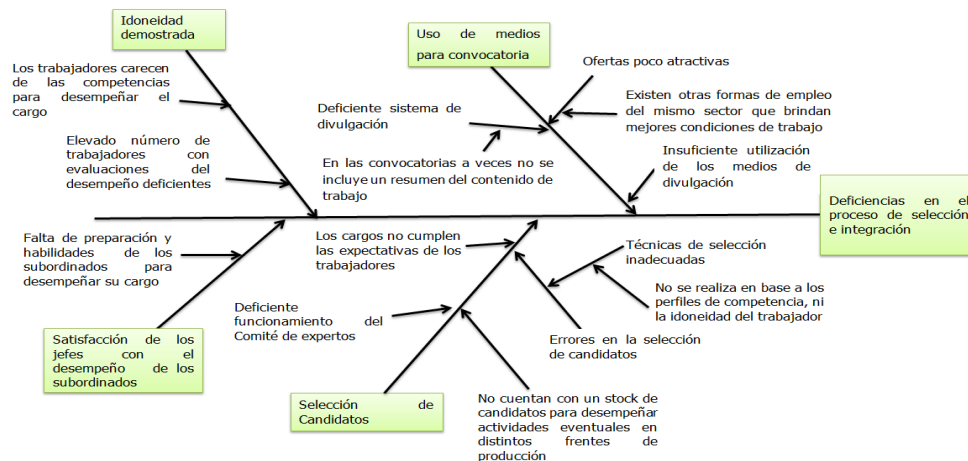 Idoneidad
demostrada
Uso de medios
para convocatoria
Ofertas poco atractivas
Los trabajadores carecen
de las competencias
para desempeñar el
cargo
Existen otras formas de empleo
del mismo sector que brindan
mejores condiciones de trabajo
Deficiente sistema de
divulgación
Elevado número de
trabajadores con
evaluaciones del
desempeño deficientes
En las convocatorias a veces no se
incluye un resumen del contenido de
trabajo
Insuficiente utilización
de los medios de
divulgación
Deficiencias en el
proceso de selección
e integración
Falta de preparación y
habilidades de los
subordinados para
desempeñar su cargo
Los cargos no cumplen
las expectativas de los
trabajadores
Técnicas de selección
inadecuadas
No se realiza en base a los
perfiles de competencia, ni
la idoneidad del trabajador
Deficiente
funcionamiento del
Comité de expertos
Errores en la selección
de candidatos
Satisfacción de los
jefes con el
desempeño de los
subordinados
Selección de
Candidatos
No cuentan con un stock de
candidatos para desempeñar
actividades eventuales en
distintos frentes de
producción